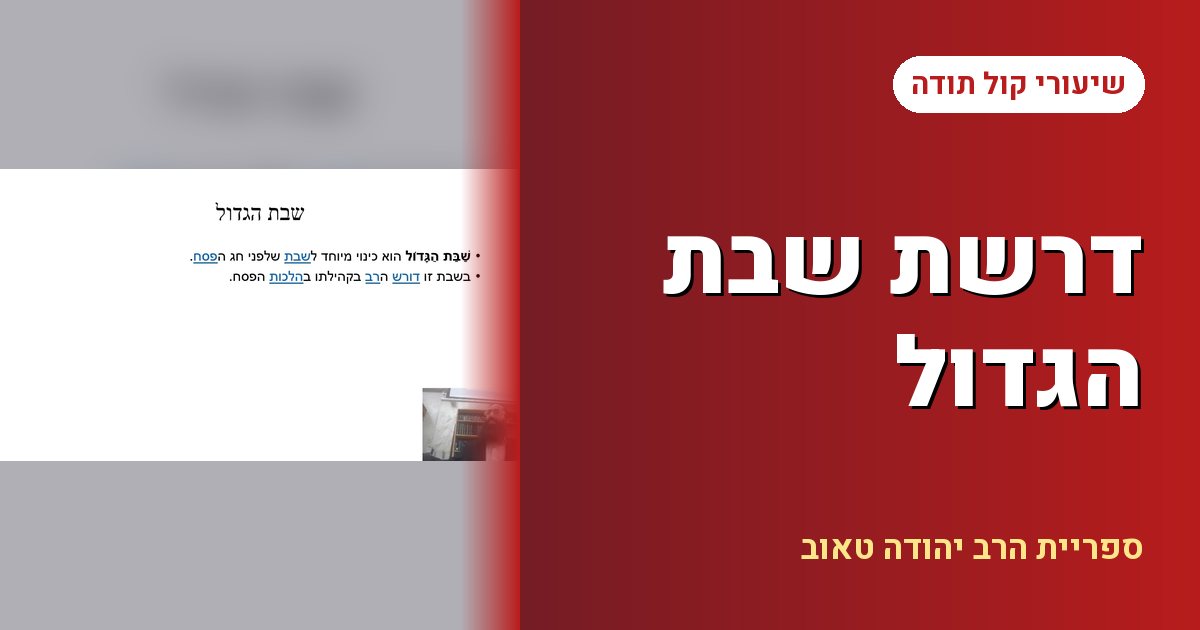 שיעורי קול תודה
דרשת שבת
הגדול
ספריית הרב יהודה טאוב
שבת הגדול
• שַׁבַּת הַגָּדוֹל הוא כינוי מיוחד לשבת שלפני חג הפסח.
• בשבת זו דורש הרב בקהילתו בהלכות הפסח.